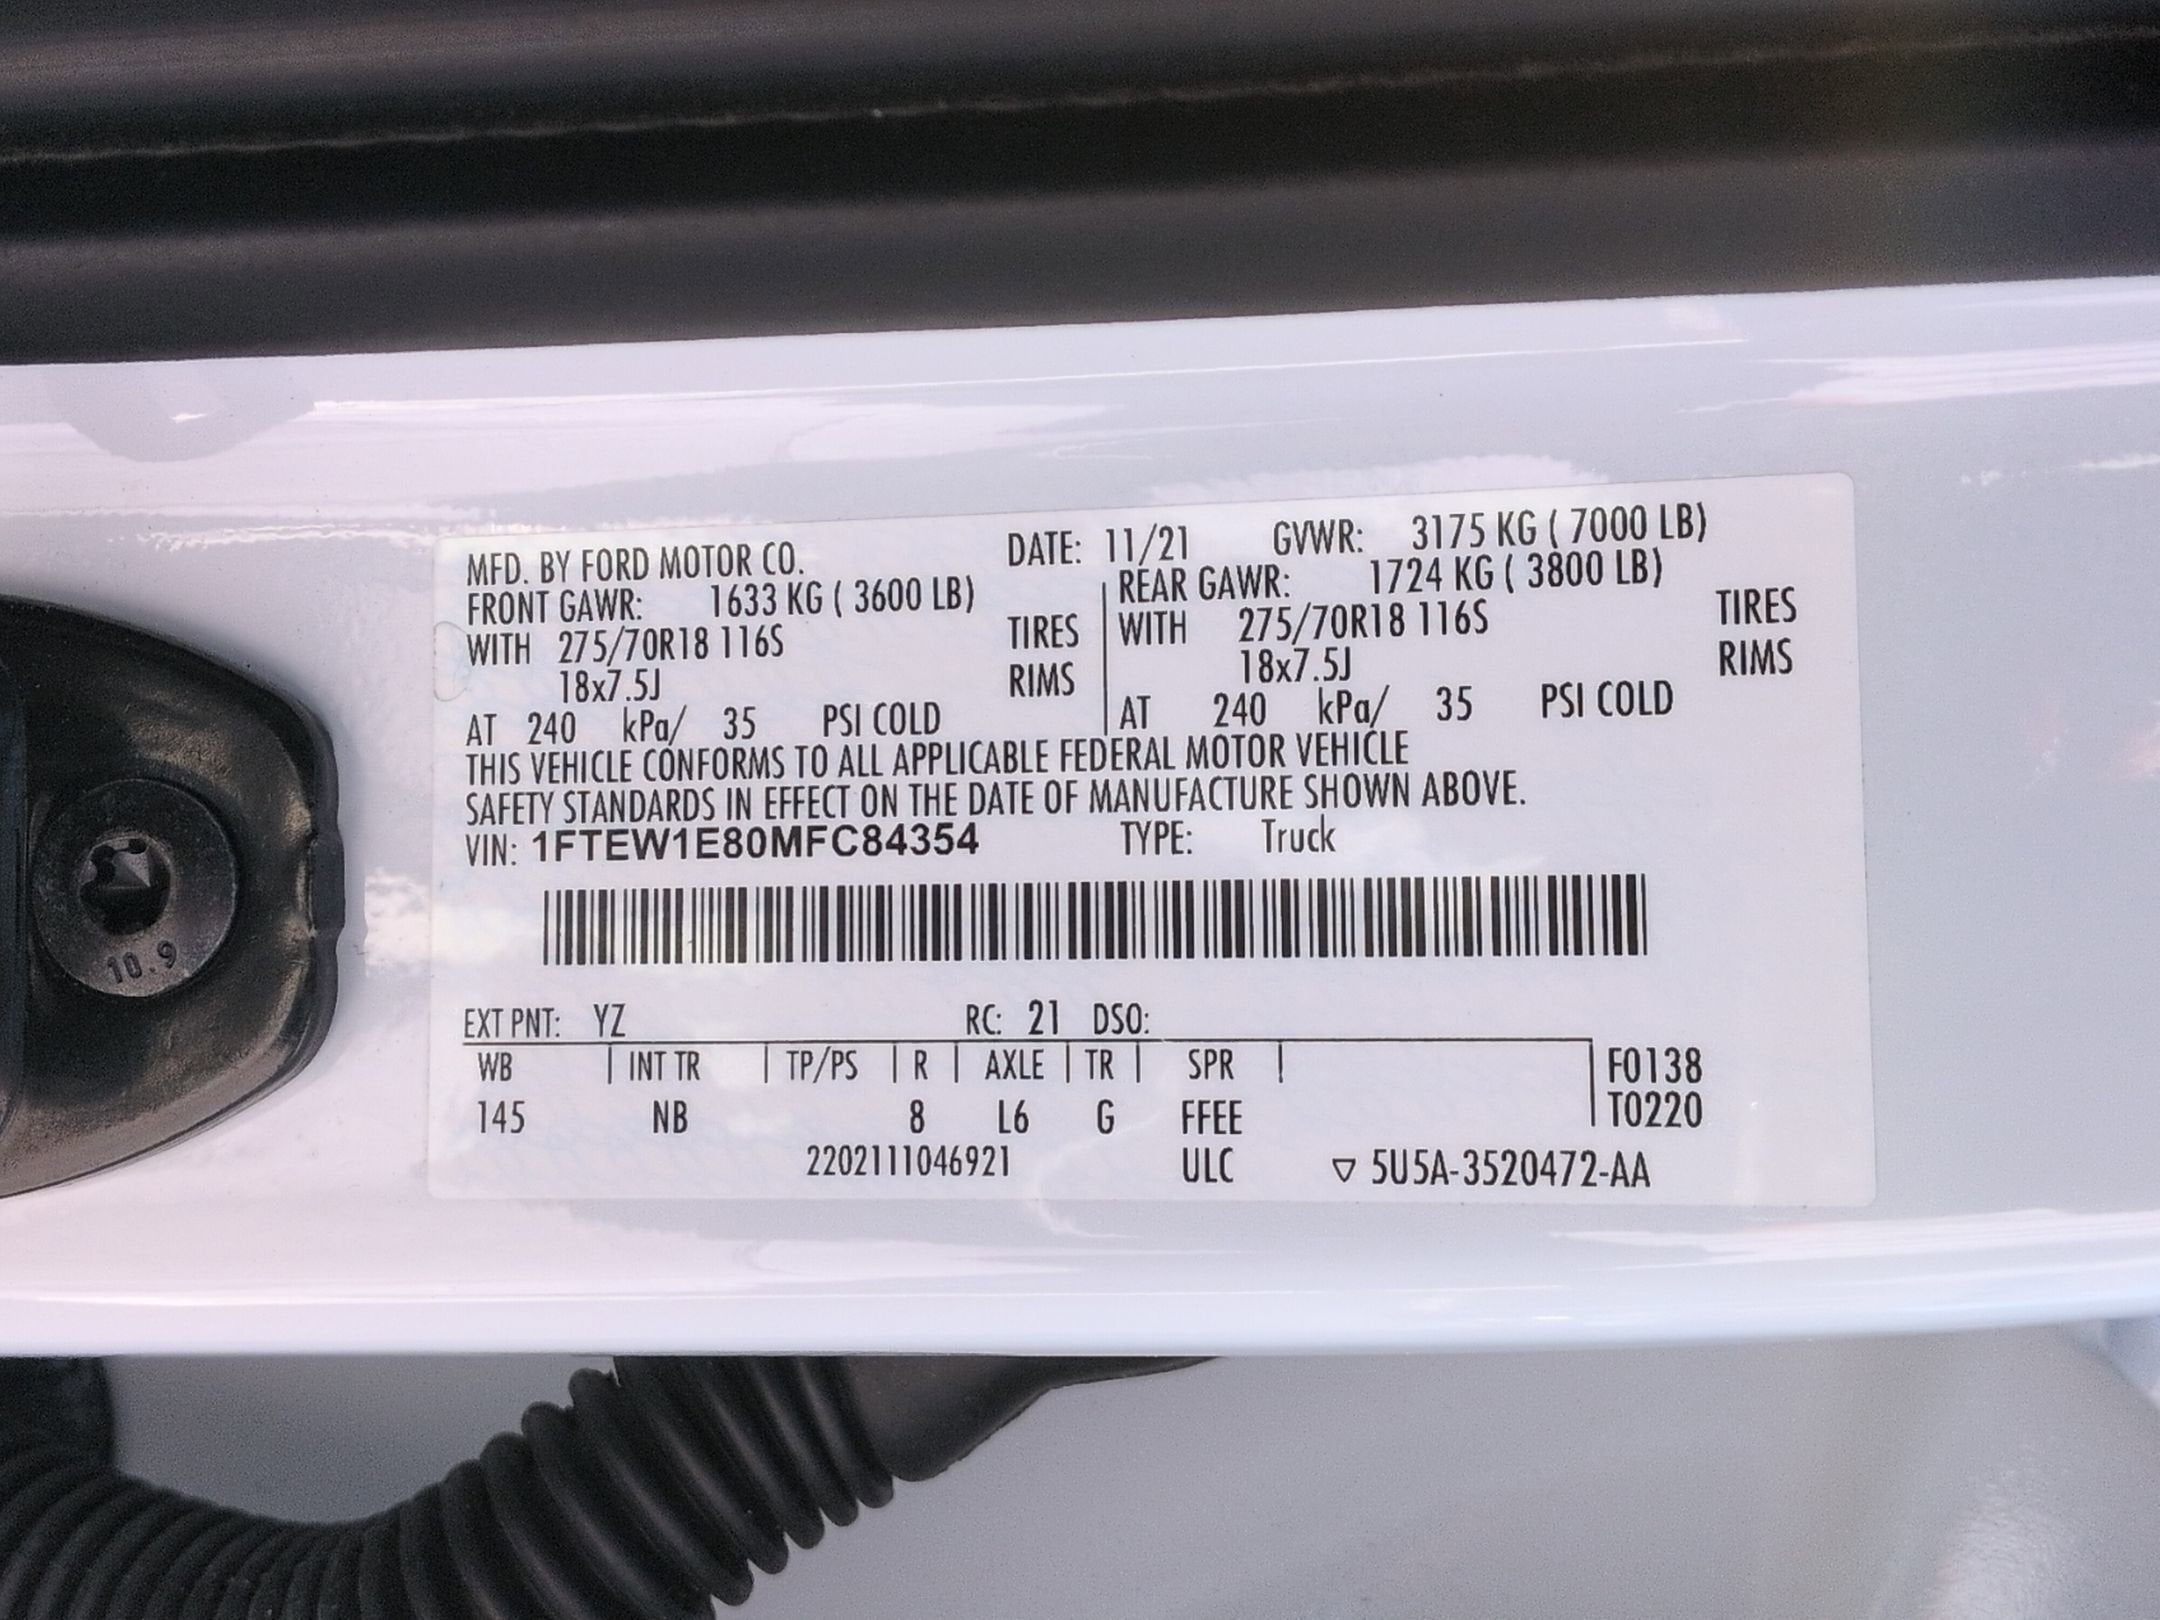 MFD. BY FORD MOTOR CO. DATE: 11/21 GVWR: 3175 KG ( 7000 LB)
FRONT GAWR: 1633 KG ( 3600 LB) REAR GAWR: 1724 KG ( 3800 LB)
WITH 275/70R18 116S TIRES WITH 275/70R18 116S TIRES
18x7.5J RIMS 18x7.5J RIMS
AT 240 kPa/ 35 PSI COLD AT 240 kPa/ 35 PSI COLD
THIS VEHICLE CONFORMS TO ALL APPLICABLE FEDERAL MOTOR VEHICLE
SAFETY STANDARDS IN EFFECT ON THE DATE OF MANUFACTURE SHOWN ABOVE.
VIN: 1FTEW1E80MFC84354 TYPE: Truck
EXT PNT: YZ RC: 21 DSO:
WB INT TR TP/PS R AXLE TR SPR F0138
145 NB 8 L6 G FFEE T0220
2202111046921 ULC ▽ 5U5A-3520472-AA
10.9